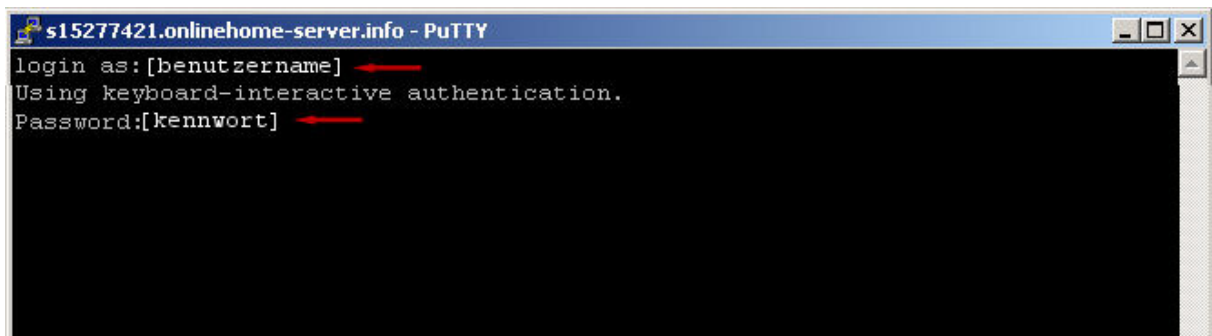 s15277421.onlinehome-server.info - PuTTY
login as:[benutzername]
Using keyboard-interactive authentication.
Password:[kennwort]